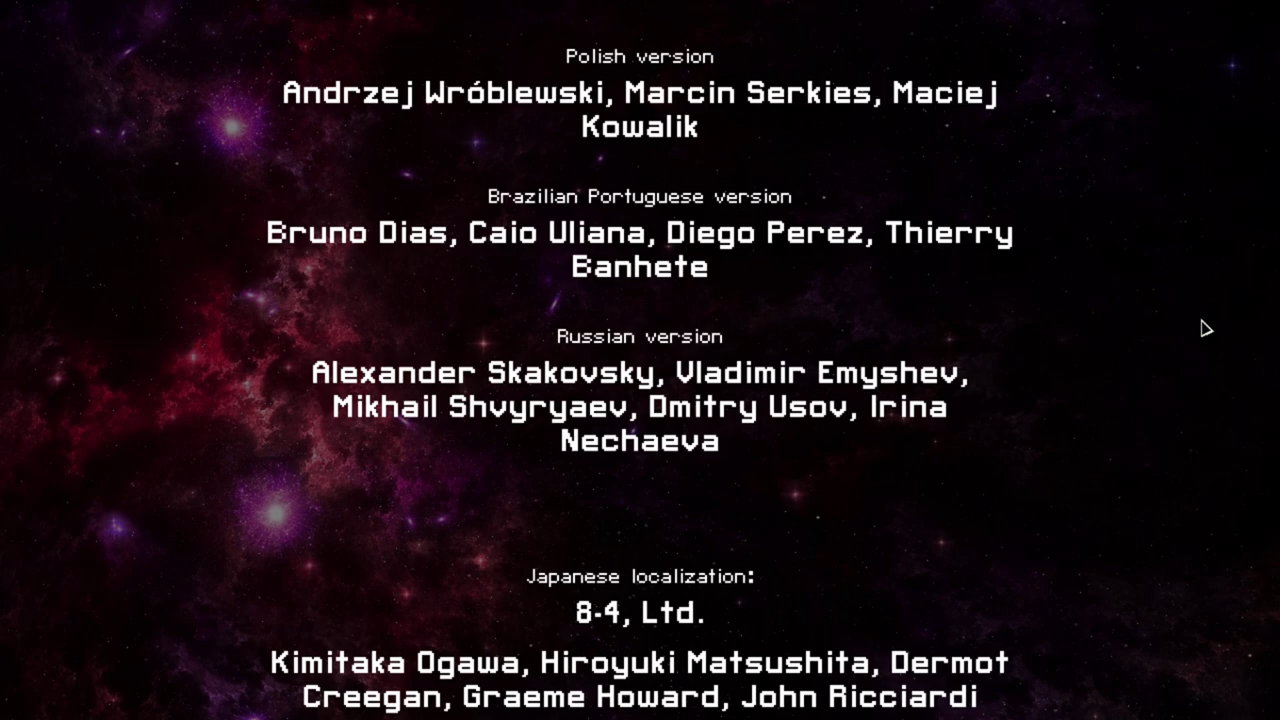 Polish version
Andrzej Wróblewski, Marcin Serkies, Maciej
Kowalik
Brazilian Portuguese version
Bruno Dias, Caio Uliana, Diego Perez, Thierry
Banhete
Russian version
Alexander Skakovsky, Vladimir Emyshev,
Mikhail Shvyryaev, Dmitry Usov, Irina
Nechaeva
Japanese localization:
8-4, Ltd.
Kimitaka Ogawa, Hiroyuki Matsushita, Dermot
Creegan, Graeme Howard, John Ricciardi